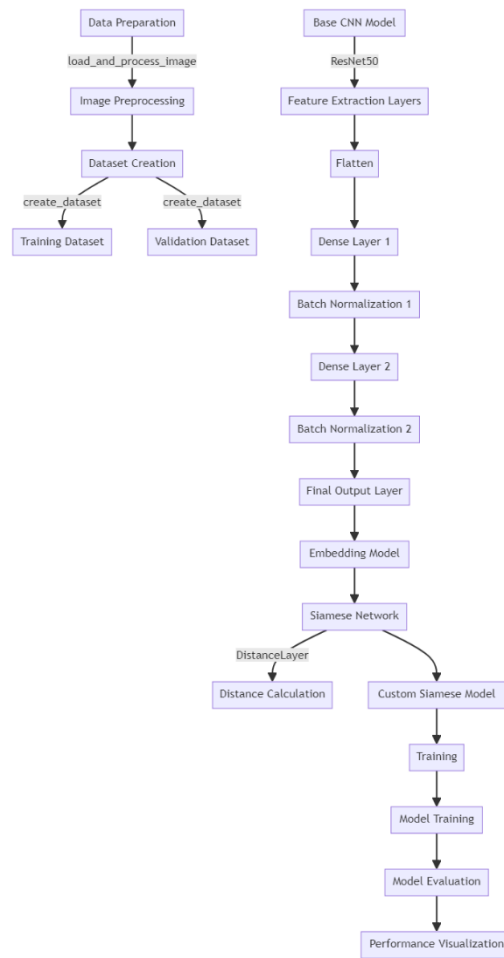 Data Preparation
load_and_process_image
Image Preprocessing
Dataset Creation
create_dataset
create_dataset
Training Dataset
Validation Dataset
Base CNN Model
ResNet50
Feature Extraction Layers
Flatten
Dense Layer 1
Batch Normalization 1
Dense Layer 2
Batch Normalization 2
Final Output Layer
Embedding Model
Siamese Network
DistanceLayer
Distance Calculation
Custom Siamese Model
Training
Model Training
Model Evaluation
Performance Visualization